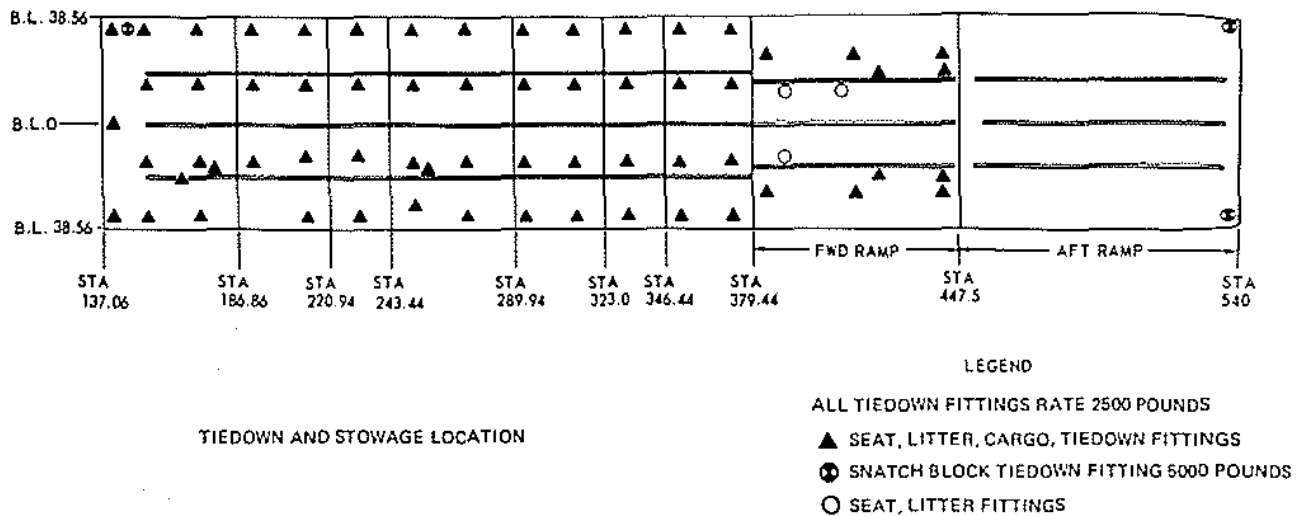 B.L. 38.56
B.L.0
B.L. 38.56
FWD RAMP
AFT RAMP
STA 137.06
STA 186.86
STA 220.94
STA 243.44
STA 289.94
STA 323.0
STA 346.44
STA 379.44
STA 447.5
STA 540
LEGEND
ALL TIEDOWN FITTINGS RATE 2500 POUNDS
TIEDOWN AND STOWAGE LOCATION
SEAT, LITTER, CARGO, TIEDOWN FITTINGS
SNATCH BLOCK TIEDOWN FITTING 5000 POUNDS
SEAT, LITTER FITTINGS